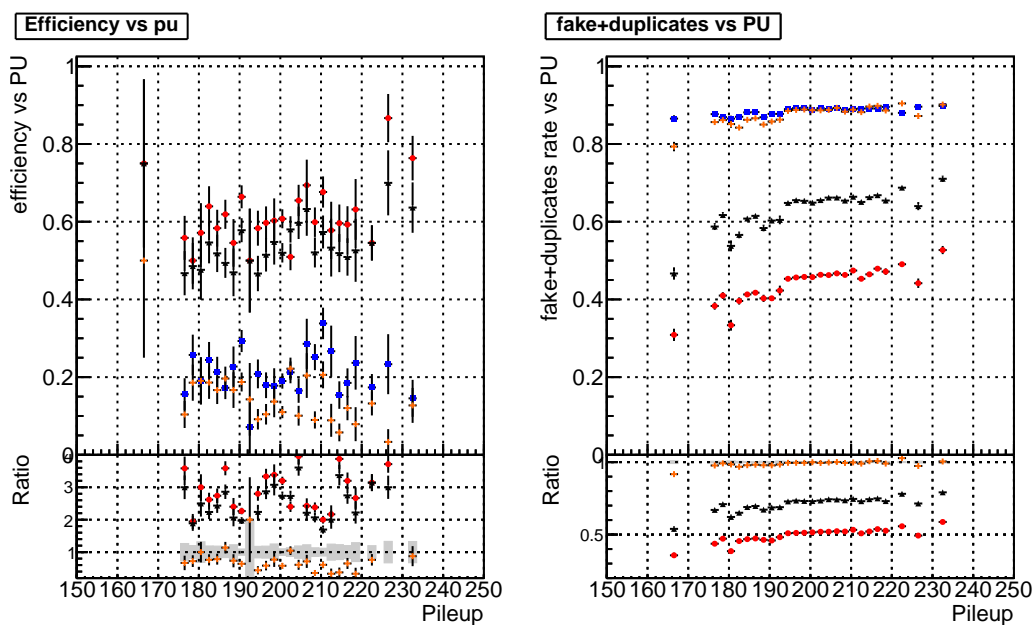 Efficiency vs pu
efficiency vs PU
1
0.8
0.6
0.4
0.2
0
Ratio
4
3
2
1
150 160 170 180 190 200 210 220 230 240 250
Pileup
fake+duplicates vs PU
fake+duplicates rate vs PU
1
0.8
0.6
0.4
0.2
0
Ratio
1
0.5
150 160 170 180 190 200 210 220 230 240 250
Pileup